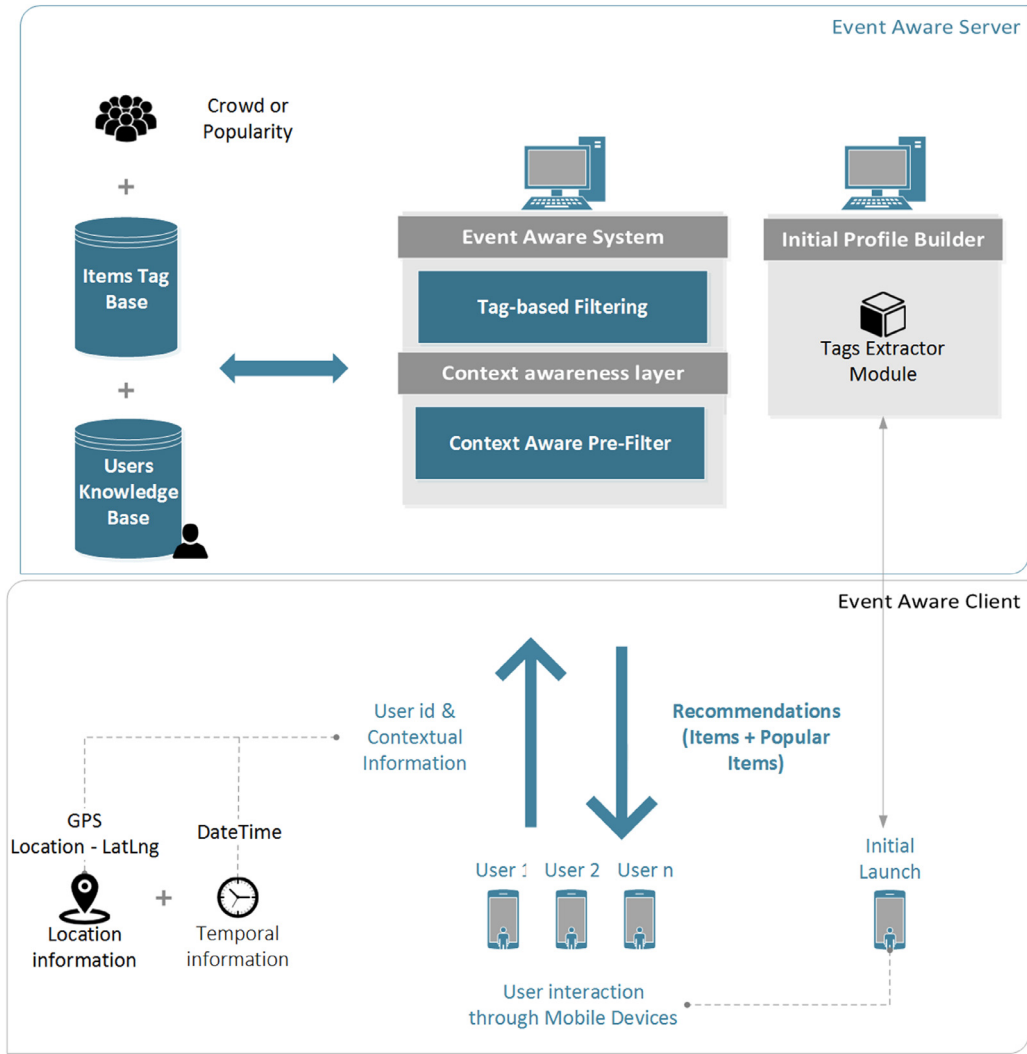 Event Aware Server
Crowd or
Popularity
+
Items Tag
Base
+
Users
Knowledge
Base
Event Aware System
Tag-based Filtering
Context awareness layer
Context Aware Pre-Filter
Initial Profile Builder
Tags Extractor
Module
Event Aware Client
User id &
Contextual
Information
Recommendations
(Items + Popular
Items)
GPS
Location - LatLng
DateTime
+
Location
information
Temporal
information
User 1
User 2
User n
Initial
Launch
User interaction
through Mobile Devices